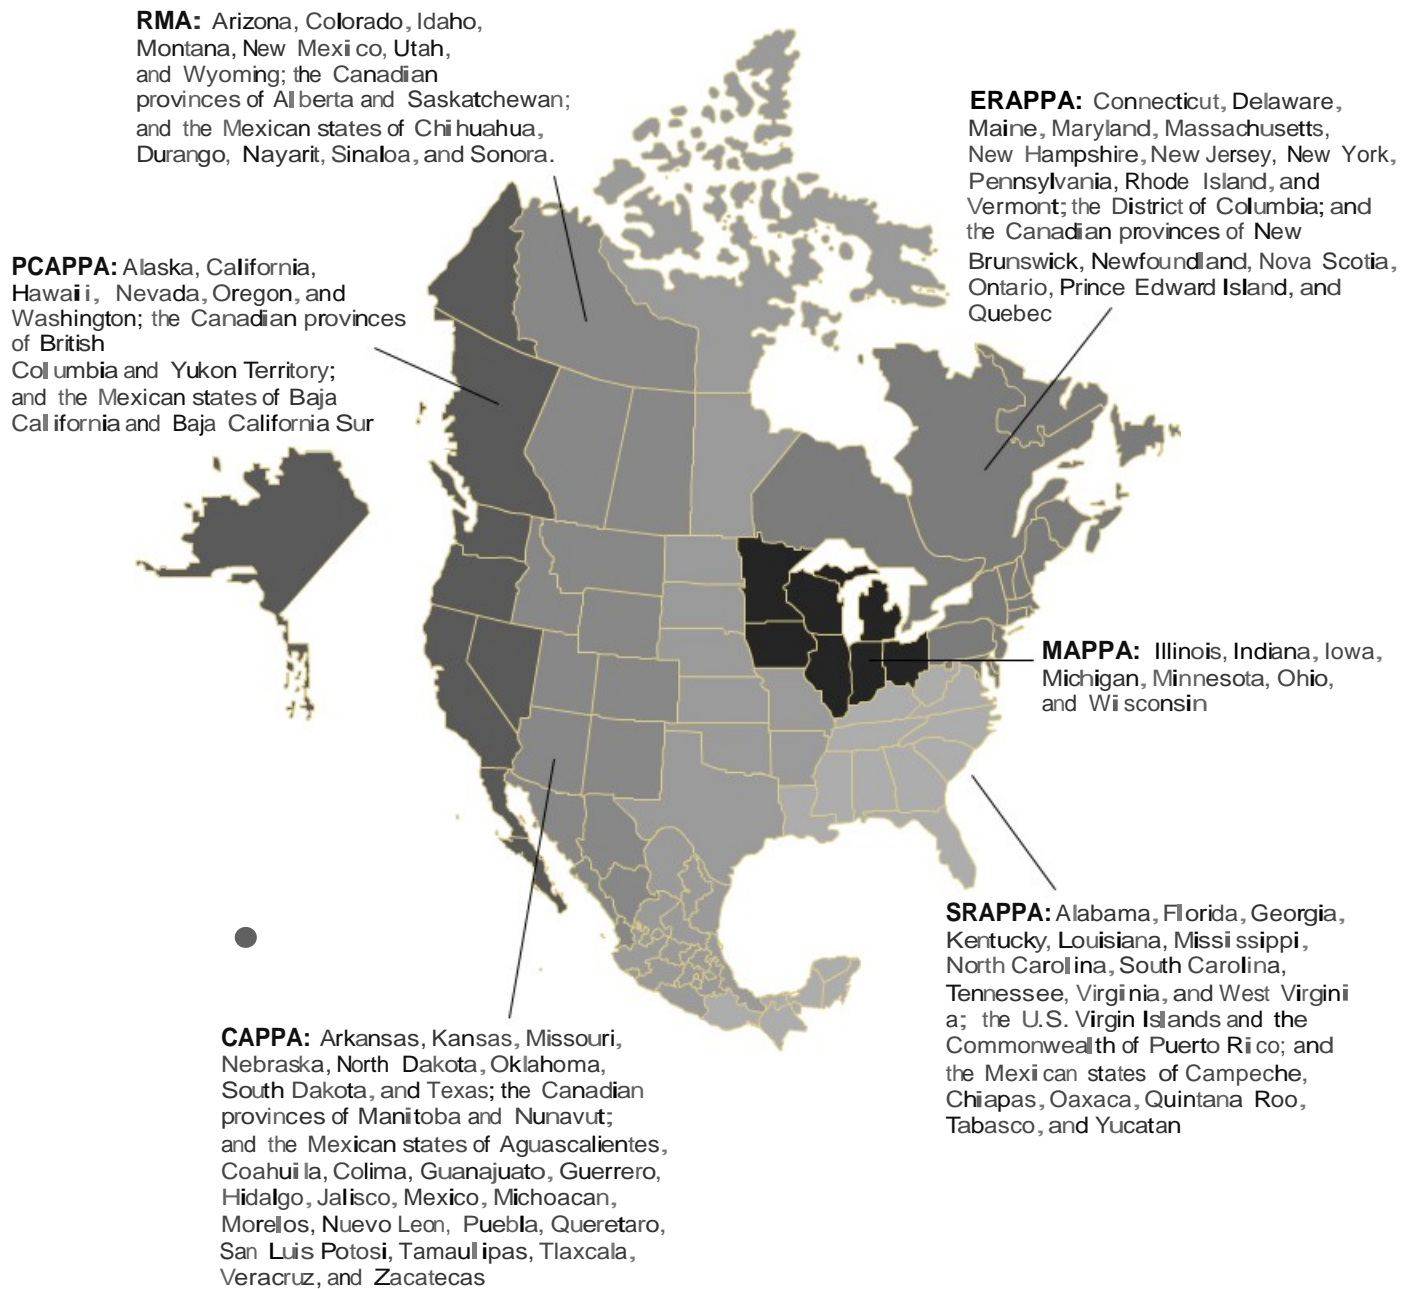 RMA: Arizona, Colorado, Idaho,
Montana, New Mexico, Utah,
and Wyoming; the Canadian
provinces of Alberta and Saskatchewan;
and the Mexican states of Chihuahua,
Durango, Nayarit, Sinaloa, and Sonora.
ERAPPA: Connecticut, Delaware,
Maine, Maryland, Massachusetts,
New Hampshire, New Jersey, New York,
Pennsylvania, Rhode Island, and
Vermont; the District of Columbia; and
the Canadian provinces of New
Brunswick, Newfoundland, Nova Scotia,
Ontario, Prince Edward Island, and
Quebec
PCAPPA: Alaska, California,
Hawaii, Nevada, Oregon, and
Washington; the Canadian provinces
of British
Columbia and Yukon Territory;
and the Mexican states of Baja
California and Baja California Sur
MAPPA: Illinois, Indiana, Iowa,
Michigan, Minnesota, Ohio,
and Wisconsin
SRAPPA: Alabama, Florida, Georgia,
Kentucky, Louisiana, Mississippi,
North Carolina, South Carolina,
Tennessee, Virginia, and West Virgini
a; the U.S. Virgin Islands and the
Commonwealth of Puerto Rico; and
the Mexican states of Campeche,
Chiapas, Oaxaca, Quintana Roo,
Tabasco, and Yucatan
CAPPA: Arkansas, Kansas, Missouri,
Nebraska, North Dakota, Oklahoma,
South Dakota, and Texas; the Canadian
provinces of Manitoba and Nunavut;
and the Mexican states of Aguascalientes,
Coahuila, Colima, Guanajuato, Guerrero,
Hidalgo, Jalisco, Mexico, Michoacan,
Morelos, Nuevo Leon, Puebla, Queretaro,
San Luis Potosi, Tamaulipas, Tlaxcala,
Veracruz, and Zacatecas